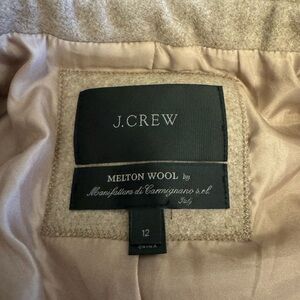 J.CREW
MELTON WOOL by
Manifattura di Carmignano s.r.l.
Italy
12
CHINA